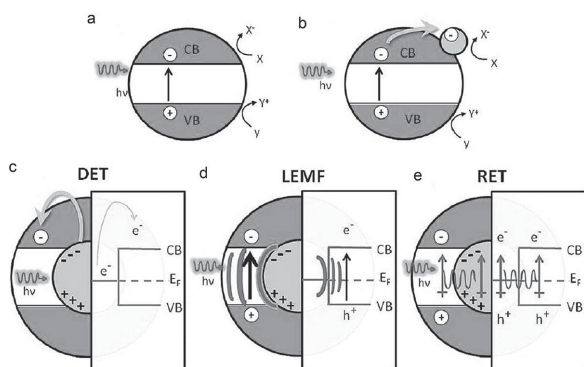 a
CB
-
hν
+
VB
X-
X
Y+
y
b
-
CB
hν
+
VB
X-
X
Y+
y
c
DET
-
hν
- - -
+ + +
e-
e-
CB
EF
VB
d
LEMF
-
hν
+
- - -
+ + +
e-
h+
CB
EF
VB
e
RET
hν
- - -
+ + +
e- e-
h+ h+
CB
EF
VB